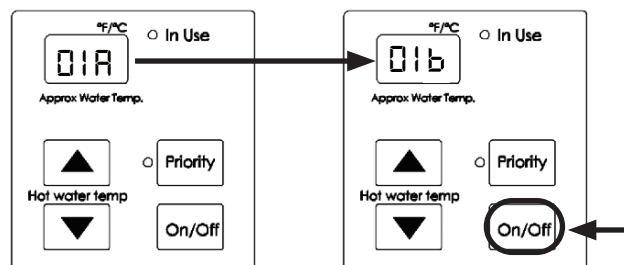 °F/°C
In Use
01A
Approx Water Temp.
Priority
Hot water temp
On/Off
°F/°C
In Use
01b
Approx Water Temp.
Priority
Hot water temp
On/Off